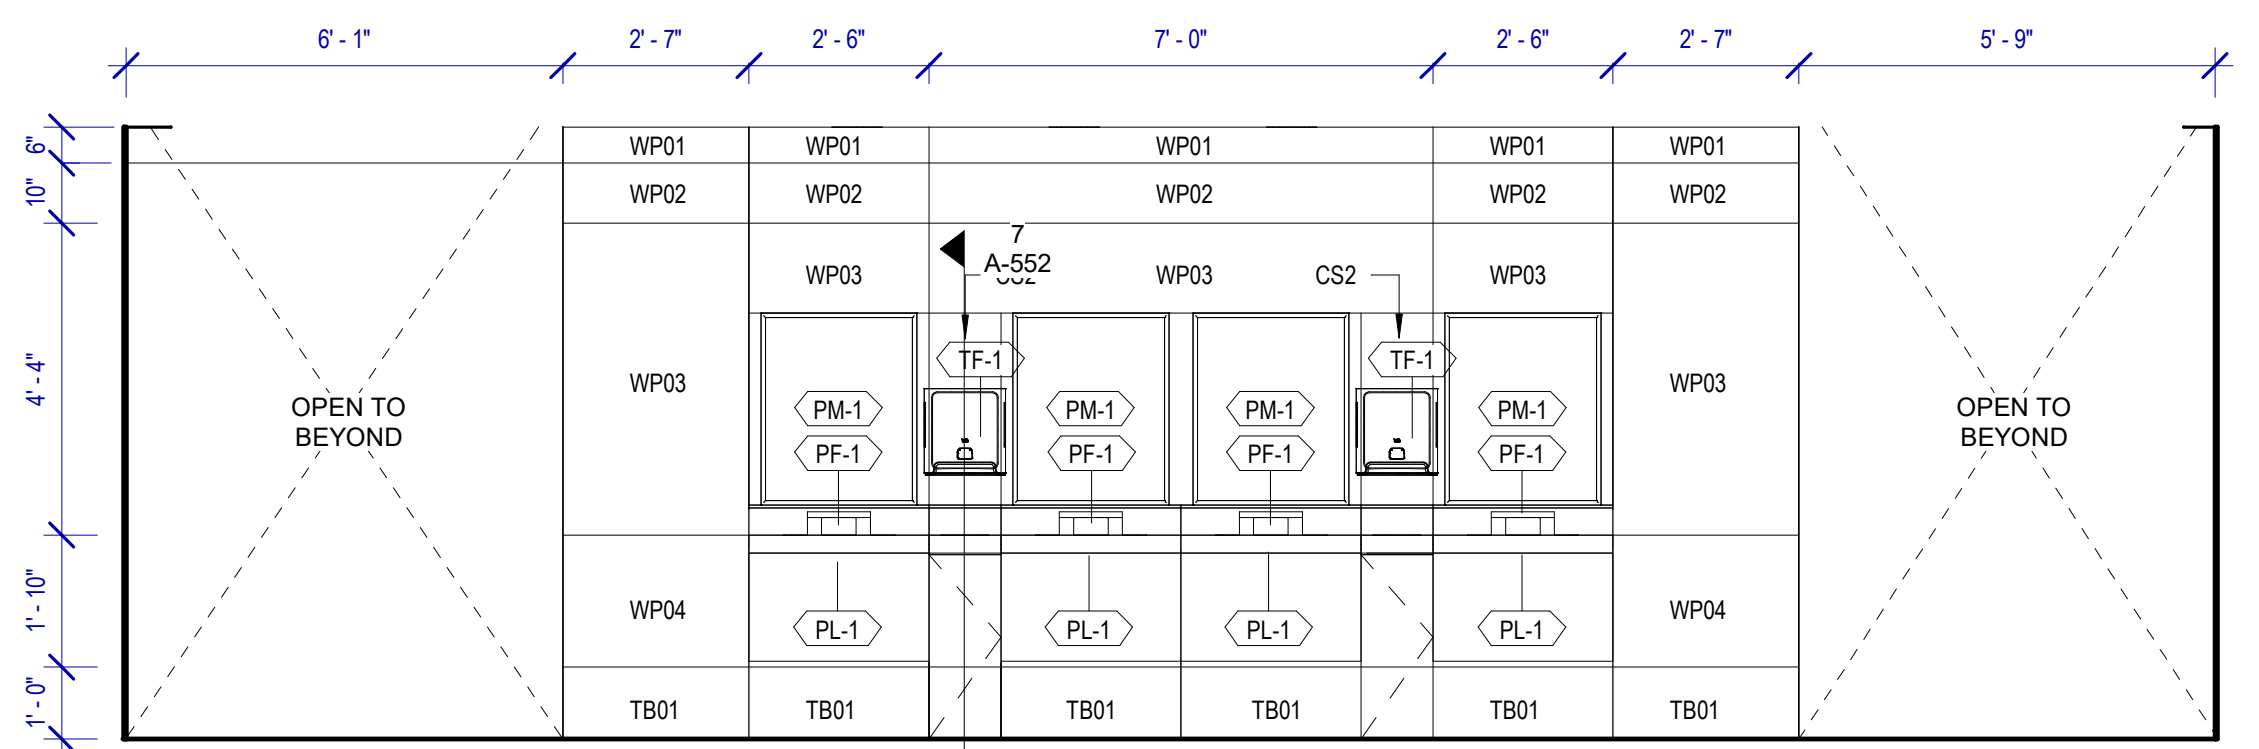 6' - 1"
2' - 7"
2' - 6"
7' - 0"
2' - 6"
2' - 7"
5' - 9"
6"
WP01
WP01
WP01
WP01
WP01
10"
WP02
WP02
WP02
WP02
WP02
7
A-552
WP03
WP03
CS2
WP03
4' - 4"
TF-1
TF-1
WP03
WP03
OPEN TO
BEYOND
PM-1
PM-1
PM-1
PM-1
OPEN TO
BEYOND
PF-1
PF-1
PF-1
PF-1
1' - 10"
WP04
WP04
PL-1
PL-1
PL-1
PL-1
1' - 0"
TB01
TB01
TB01
TB01
TB01
TB01